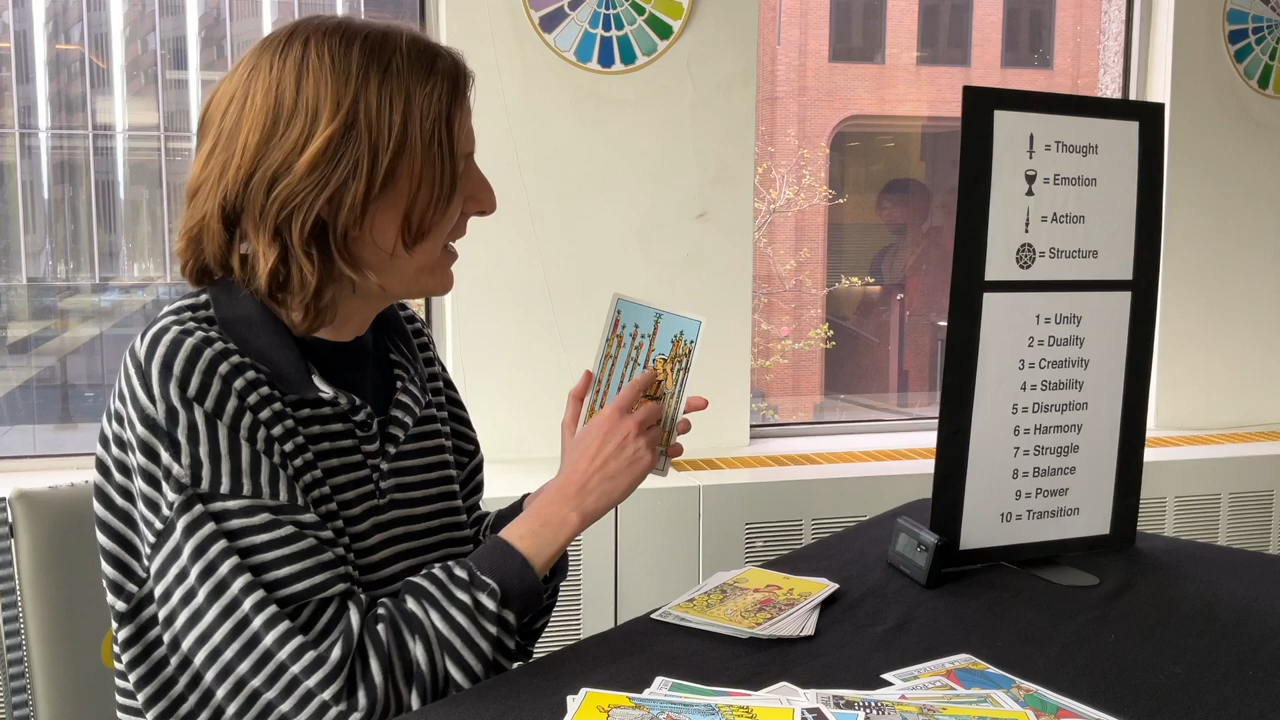 = Thought
= Emotion
= Action
= Structure
1 = Unity
2 = Duality
3 = Creativity
4 = Stability
5 = Disruption
6 = Harmony
7 = Struggle
8 = Balance
9 = Power
10 = Transition